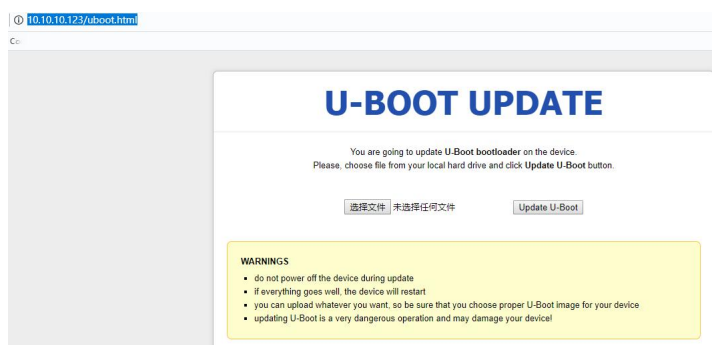 10.10.10.123/uboot.html
Co
U-BOOT UPDATE
You are going to update U-Boot bootloader on the device.
Please, choose file from your local hard drive and click Update U-Boot button.
选择文件 未选择任何文件 Update U-Boot
WARNINGS
do not power off the device during update
if everything goes well, the device will restart
you can upload whatever you want, so be sure that you choose proper U-Boot image for your device
updating U-Boot is a very dangerous operation and may damage your device!